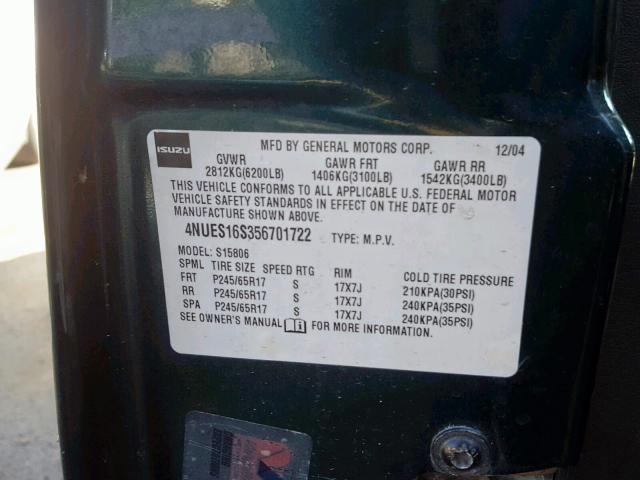 ISUZU MFD BY GENERAL MOTORS CORP. 12/04
GVWR GAWR FRT GAWR RR
2812KG(6200LB) 1406KG(3100LB) 1542KG(3400LB)
THIS VEHICLE CONFORMS TO ALL APPLICABLE U.S. FEDERAL MOTOR
VEHICLE SAFETY STANDARDS IN EFFECT ON THE DATE OF
MANUFACTURE SHOWN ABOVE.
4NUES16S356701722 TYPE: M.P.V.
MODEL: S15806
SPML TIRE SIZE SPEED RTG RIM COLD TIRE PRESSURE
FRT P245/65R17 S 17X7J 210KPA(30PSI)
RR P245/65R17 S 17X7J 240KPA(35PSI)
SPA P245/65R17 S 17X7J 240KPA(35PSI)
SEE OWNER'S MANUAL FOR MORE INFORMATION.